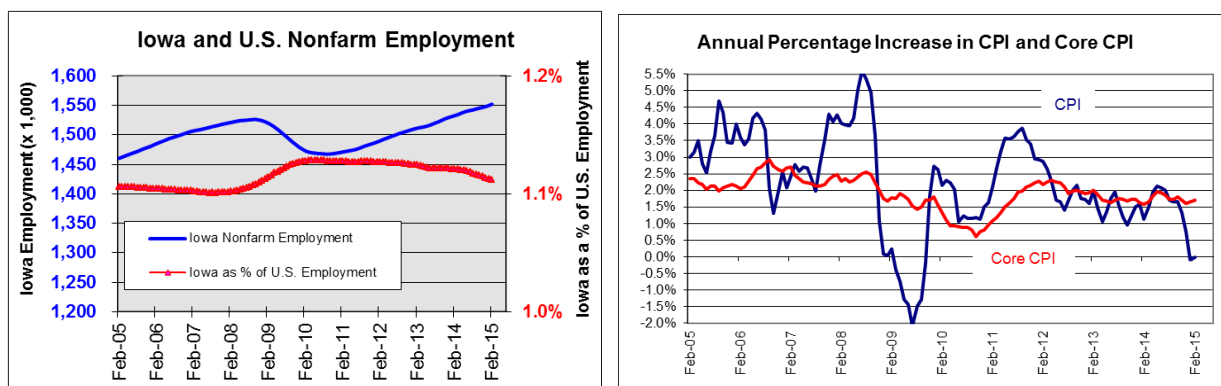 Iowa and U.S. Nonfarm Employment
Iowa Employment (x 1,000)
1,600
1,550
1,500
1,450
1,400
1,350
1,300
1,250
1,200
Iowa Nonfarm Employment
Iowa as % of U.S. Employment
1.2%
1.1%
1.0%
Iowa as a % of U.S. Employment
Feb-05
Feb-06
Feb-07
Feb-08
Feb-09
Feb-10
Feb-11
Feb-12
Feb-13
Feb-14
Feb-15
Annual Percentage Increase in CPI and Core CPI
5.5%
5.0%
4.5%
4.0%
3.5%
3.0%
2.5%
2.0%
1.5%
1.0%
0.5%
0.0%
-0.5%
-1.0%
-1.5%
-2.0%
CPI
Core CPI
Feb-05
Feb-06
Feb-07
Feb-08
Feb-09
Feb-10
Feb-11
Feb-12
Feb-13
Feb-14
Feb-15